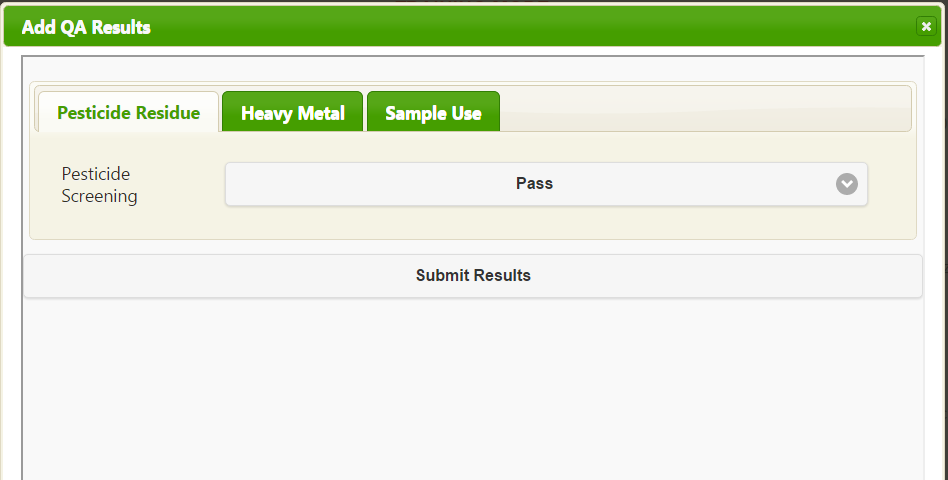 Add QA Results
Pesticide Residue
Heavy Metal
Sample Use
Pesticide
Screening
Pass
Submit Results